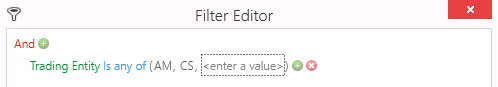 Filter Editor
And
Trading Entity Is any of (AM, CS, <enter a value>)